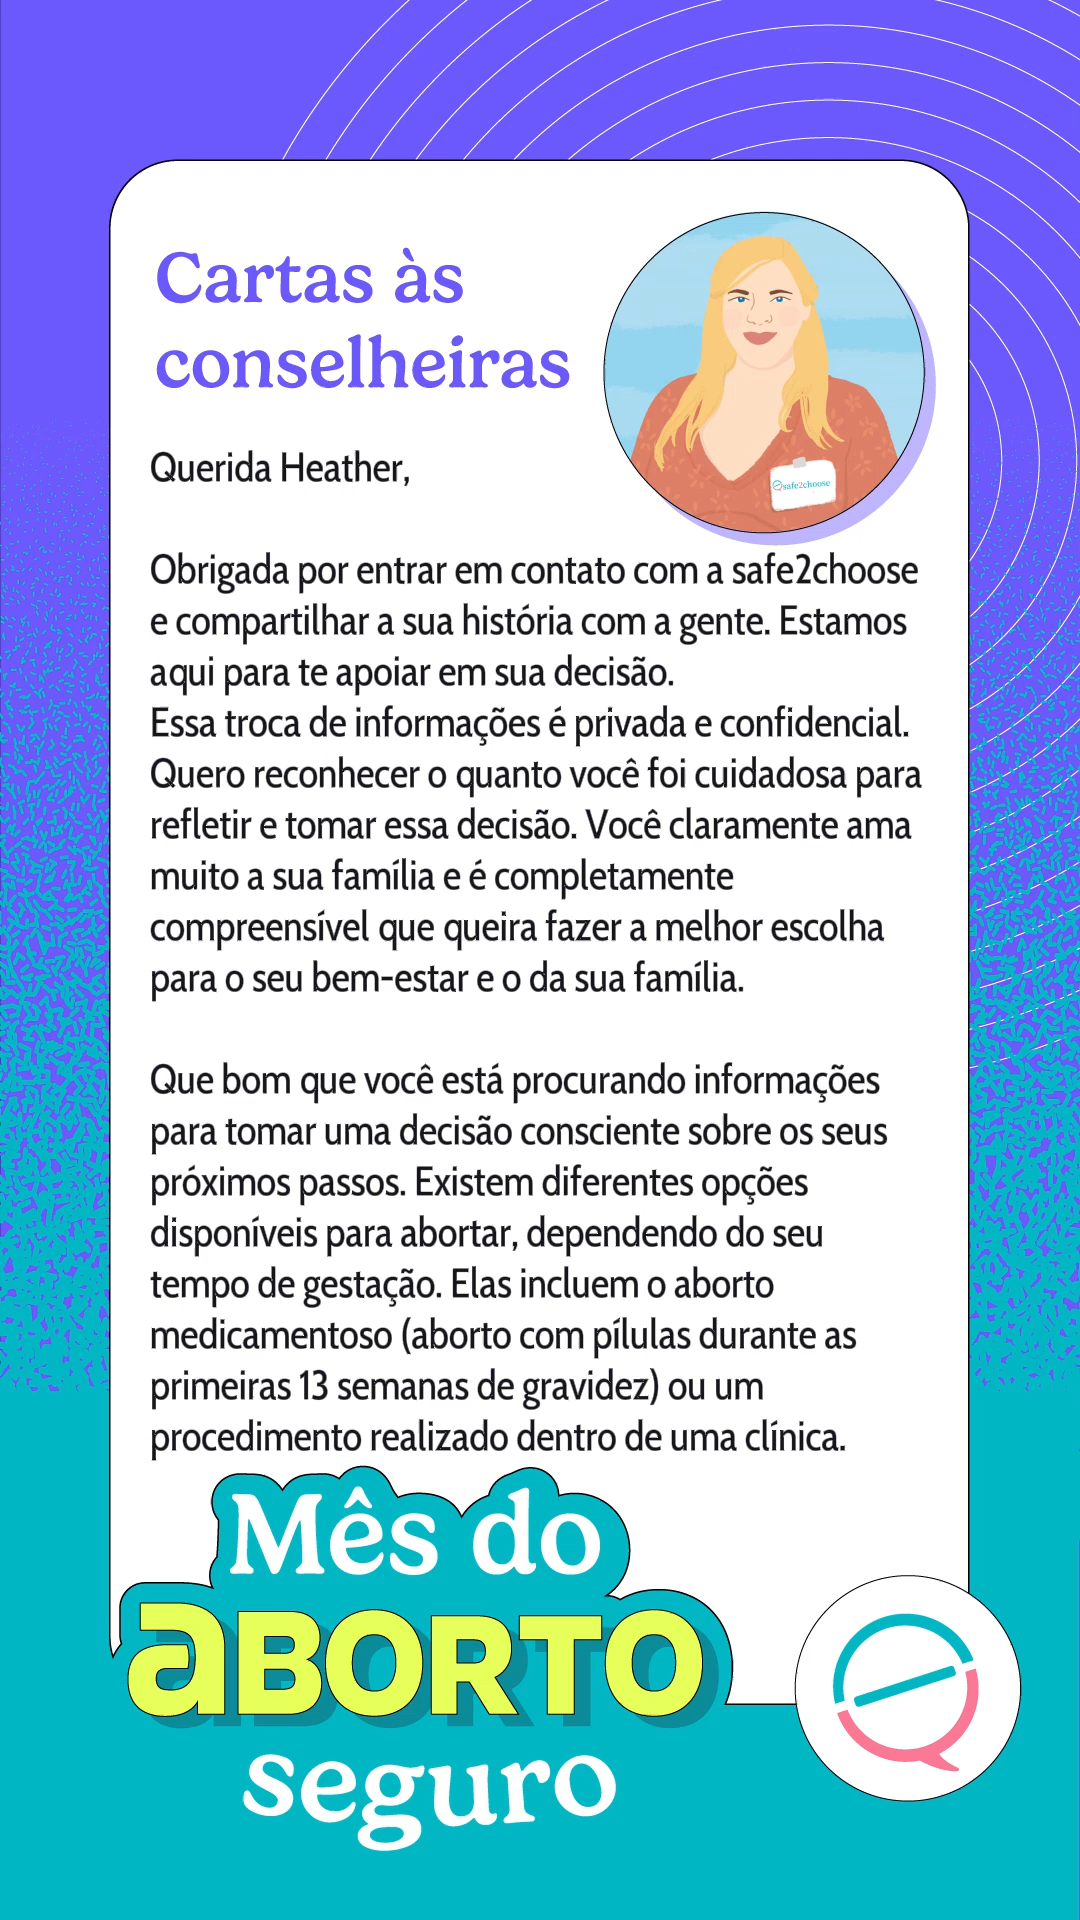 Cartas às
conselheiras
Querida Heather,
safe2choose
Obrigada por entrar em contato com a safe2choose
e compartilhar a sua história com a gente. Estamos
aqui para te apoiar em sua decisão.
Essa troca de informações é privada e confidencial.
Quero reconhecer o quanto você foi cuidadosa para
refletir e tomar essa decisão. Você claramente ama
muito a sua família e é completamente
compreensível que queira fazer a melhor escolha
para o seu bem-estar e o da sua família.
Que bom que você está procurando informações
para tomar uma decisão consciente sobre os seus
próximos passos. Existem diferentes opções
disponíveis para abortar, dependendo do seu
tempo de gestação. Elas incluem o aborto
medicamentoso (aborto com pílulas durante as
primeiras 13 semanas de gravidez) ou um
procedimento realizado dentro de uma clínica.
Mês do
aBORTO
seguro